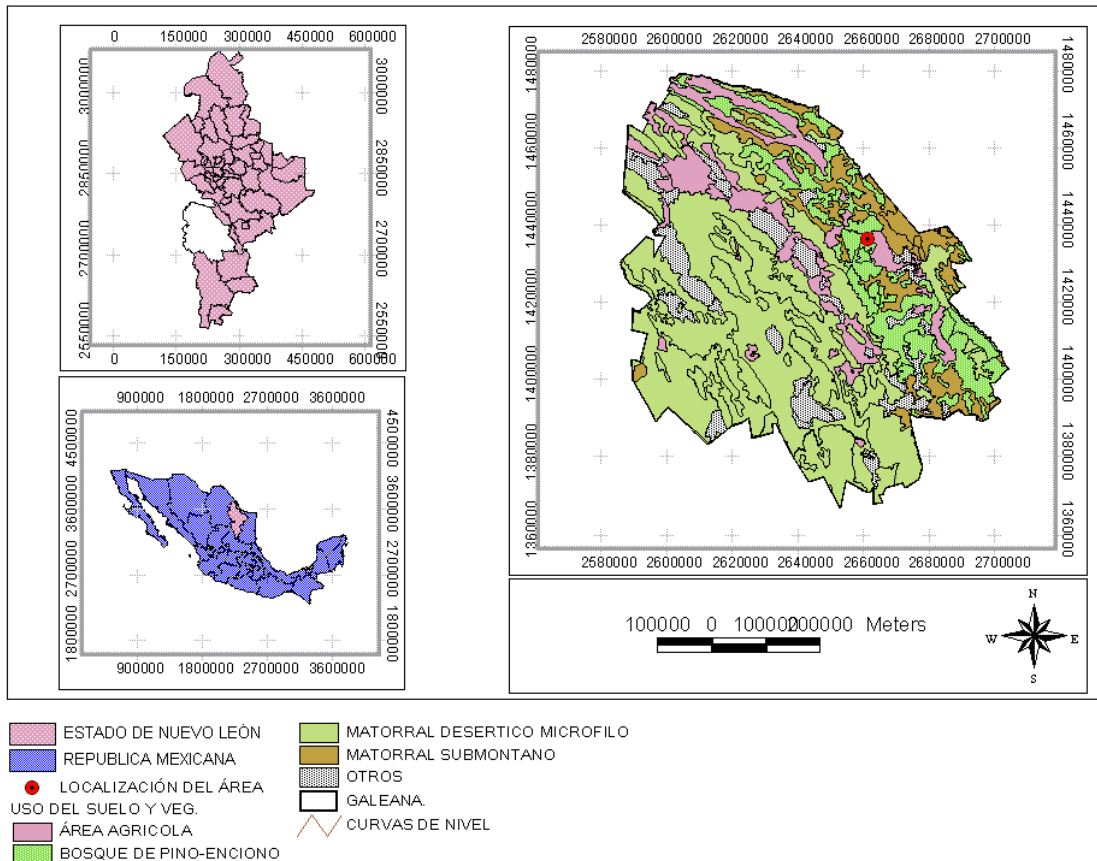 0 150000 300000 450000 600000
3000000 3000000
2850000 2850000
2700000 2700000
2550000 2550000
0 150000 300000 450000 600000
900000 1800000 2700000 3600000
4500000 4500000
3600000 3600000
2700000 2700000
1800000 1800000
900000 1800000 2700000 3600000
2580000 2600000 2620000 2640000 2660000 2680000 2700000
1480000 1480000
1460000 1460000
1440000 1440000
1420000 1420000
1400000 1400000
1380000 1380000
1360000 1360000
2580000 2600000 2620000 2640000 2660000 2680000 2700000
100000 0 100000 200000 Meters
N
W E
S
ESTADO DE NUEVO LEÓN
REPUBLICA MEXICANA
LOCALIZACIÓN DEL ÁREA
USO DEL SUELO Y VEG.
ÁREA AGRICOLA
BOSQUE DE PINO-ENCIONO
MATORRAL DESERTICO MICROFILO
MATORRAL SUBMONTANO
OTROS
GALEANA.
CURVAS DE NIVEL